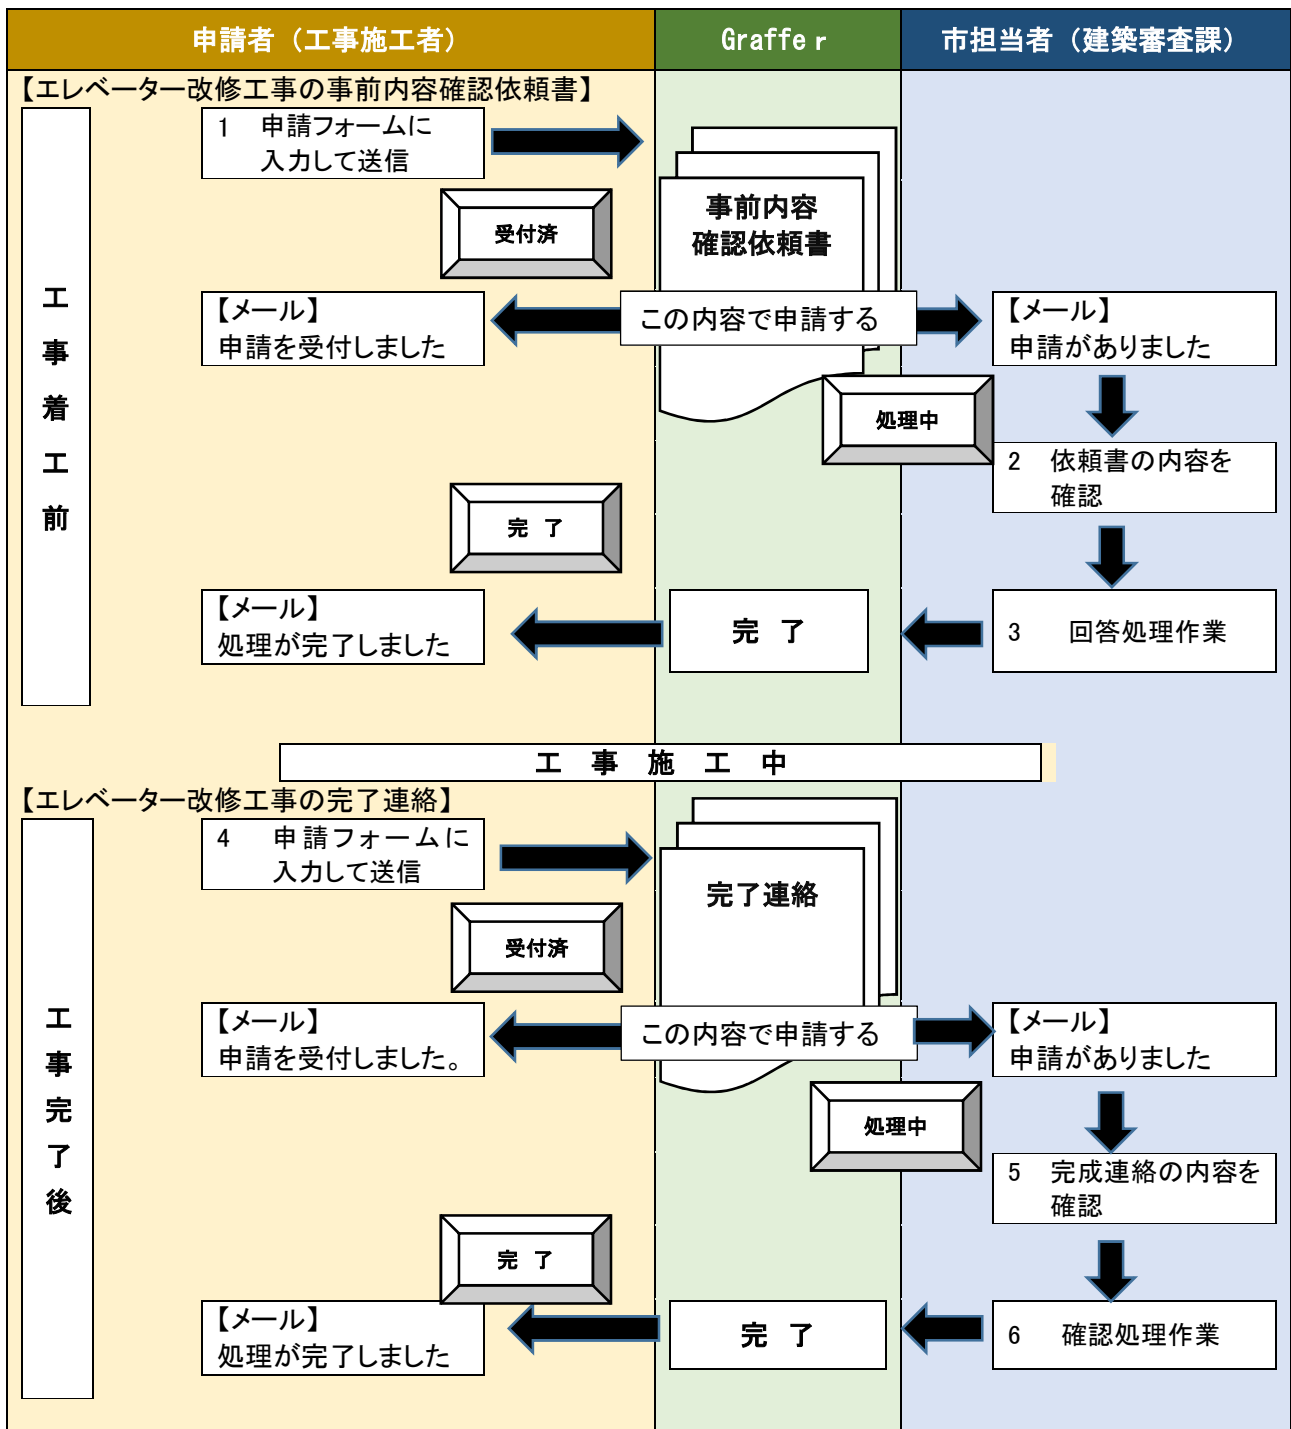 申請者（工事施工者）
Graffer
市担当者（建築審査課）
【エレベーター改修工事の事前内容確認依頼書】
工事着工前
1　申請フォームに
入力して送信
事前内容
確認依頼書
受付済
【メール】
申請を受付しました
この内容で申請する
【メール】
申請がありました
処理中
2　依頼書の内容を
確認
完 了
【メール】
処理が完了しました
完 了
3　回答処理作業
工 事 施 工 中
【エレベーター改修工事の完了連絡】
工事完了後
4　申請フォームに
入力して送信
完了連絡
受付済
【メール】
申請を受付しました。
この内容で申請する
【メール】
申請がありました
処理中
5　完成連絡の内容を
確認
完 了
【メール】
処理が完了しました
完 了
6　確認処理作業